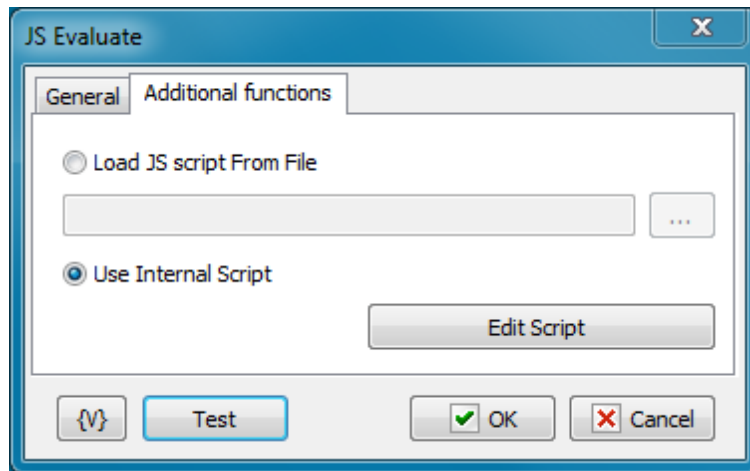 JS Evaluate
General Additional functions
Load JS script From File
...
Use Internal Script
Edit Script
{V} Test OK Cancel